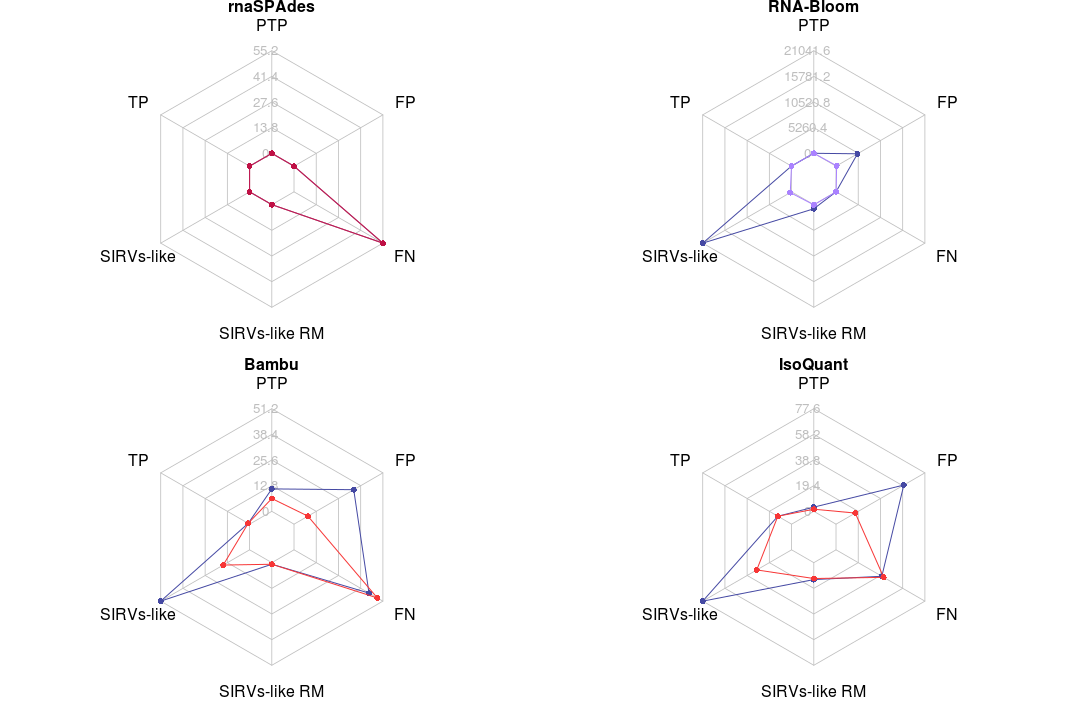 rnaSPAdes
PTP
55.2
41.4
27.6
13.8
0
TP
FP
SIRVs-like
FN
SIRVs-like RM
RNA-Bloom
PTP
21041.6
15781.2
10520.8
5260.4
0
TP
FP
SIRVs-like
FN
SIRVs-like RM
Bambu
PTP
51.2
38.4
25.6
12.8
0
TP
FP
SIRVs-like
FN
SIRVs-like RM
IsoQuant
PTP
77.6
58.2
38.8
19.4
0
TP
FP
SIRVs-like
FN
SIRVs-like RM